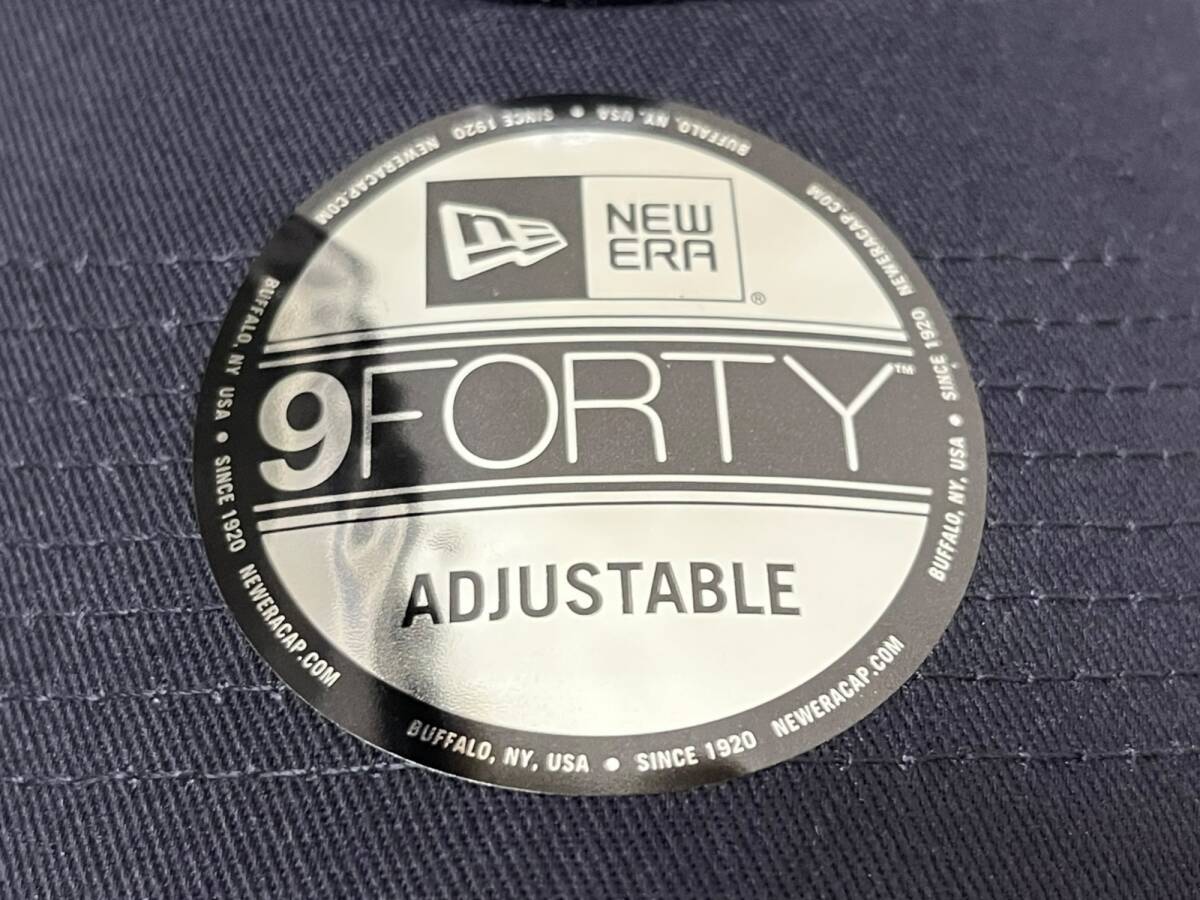 NEW
ERA
®
9FORTY™
ADJUSTABLE
BUFFALO, NY, USA • SINCE 1920 NEWERACAP.COM
BUFFALO, NY, USA • SINCE 1920 NEWERACAP.COM
BUFFALO, NY, USA • SINCE 1920 NEWERACAP.COM
BUFFALO, NY USA • SINCE 1920 NEWERACAP.COM